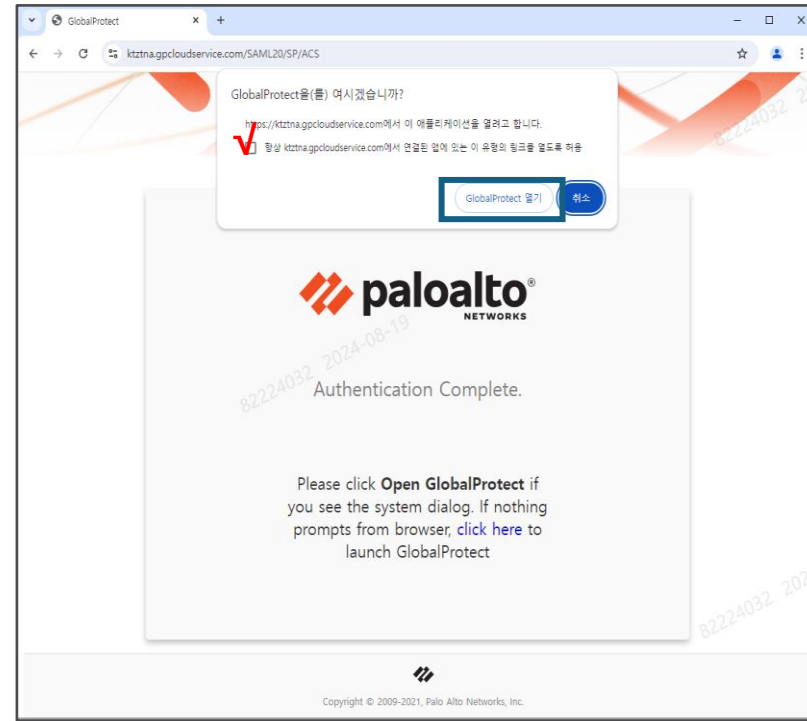 GlobalProtect
ktztna.gpcloudservice.com/SAML20/SP/ACS
GlobalProtect을(를) 여시겠습니까?
https://ktztna.gpcloudservice.com에서 이 애플리케이션을 열려고 합니다.
항상 ktztna.gpcloudservice.com에서 연결된 앱에 있는 이 유형의 링크를 열도록 허용
GlobalProtect 열기
취소
82224032 2
paloalto®
NETWORKS
82224032 2024-08-19
Authentication Complete.
Please click Open GlobalProtect if
you see the system dialog. If nothing
prompts from browser, click here to
launch GlobalProtect
82224032 202
Copyright © 2009-2021, Palo Alto Networks, Inc.